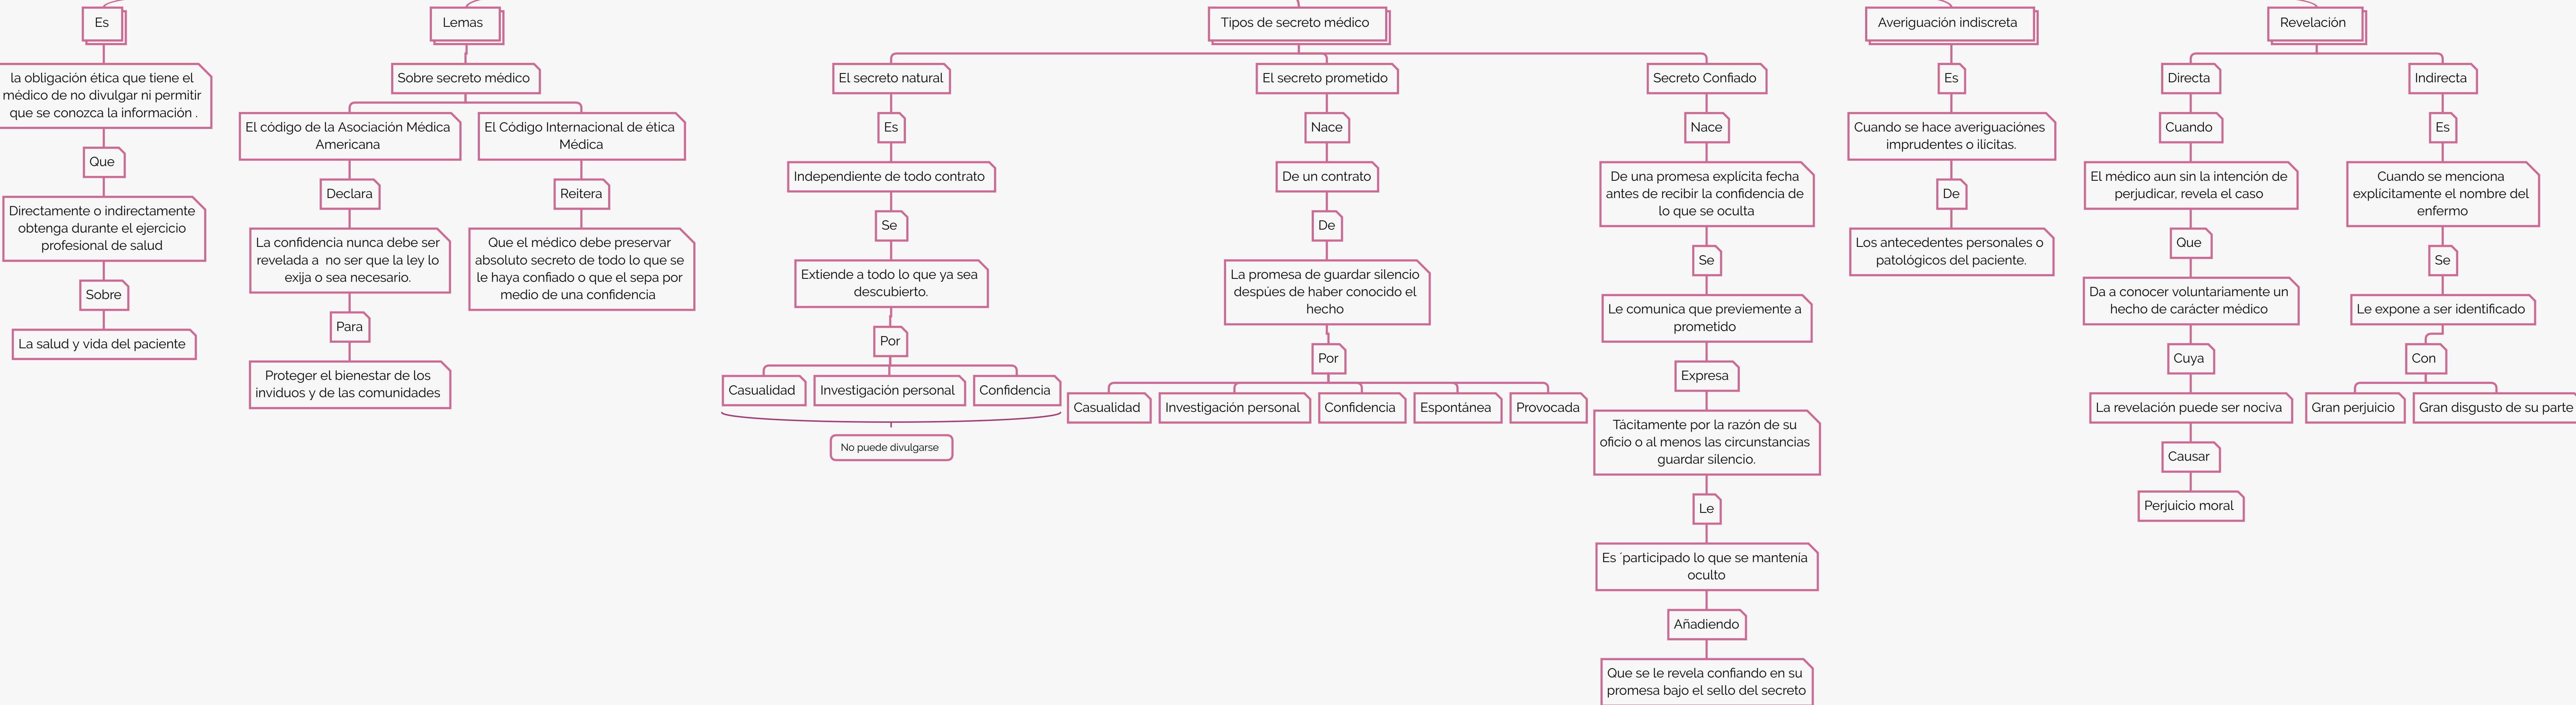 Es
la obligación ética que tiene el
médico de no divulgar ni permitir
que se conozca la información .
Que
Directamente o indirectamente
obtenga durante el ejercicio
profesional de salud
Sobre
La salud y vida del paciente
Lemas
Sobre secreto médico
El código de la Asociación Médica
Americana
Declara
La confidencia nunca debe ser
revelada a  no ser que la ley lo
exija o sea necesario.
Para
Proteger el bienestar de los
inviduos y de las comunidades
El Código Internacional de ética
Médica
Reitera
Que el médico debe preservar
absoluto secreto de todo lo que se
le haya confiado o que el sepa por
medio de una confidencia
Tipos de secreto médico
El secreto natural
Es
Independiente de todo contrato
Se
Extiende a todo lo que ya sea
descubierto.
Por
Casualidad
Investigación personal
Confidencia
No puede divulgarse
El secreto prometido
Nace
De un contrato
De
La promesa de guardar silencio
despúes de haber conocido el
hecho
Por
Casualidad
Investigación personal
Confidencia
Espontánea
Provocada
Secreto Confiado
Nace
De una promesa explícita fecha
antes de recibir la confidencia de
lo que se oculta
Se
Le comunica que previemente a
prometido
Expresa
Tácitamente por la razón de su
oficio o al menos las circunstancias
guardar silencio.
Le
Es ´participado lo que se mantenía
oculto
Añadiendo
Que se le revela confiando en su
promesa bajo el sello del secreto
Averiguación indiscreta
Es
Cuando se hace averiguaciónes
imprudentes o ilícitas.
De
Los antecedentes personales o
patológicos del paciente.
Revelación
Directa
Cuando
El médico aun sin la intención de
perjudicar, revela el caso
Que
Da a conocer voluntariamente un
hecho de carácter médico
Cuya
La revelación puede ser nociva
Causar
Perjuicio moral
Indirecta
Es
Cuando se menciona
explícitamente el nombre del
enfermo
Se
Le expone a ser identificado
Con
Gran perjuicio
Gran disgusto de su parte